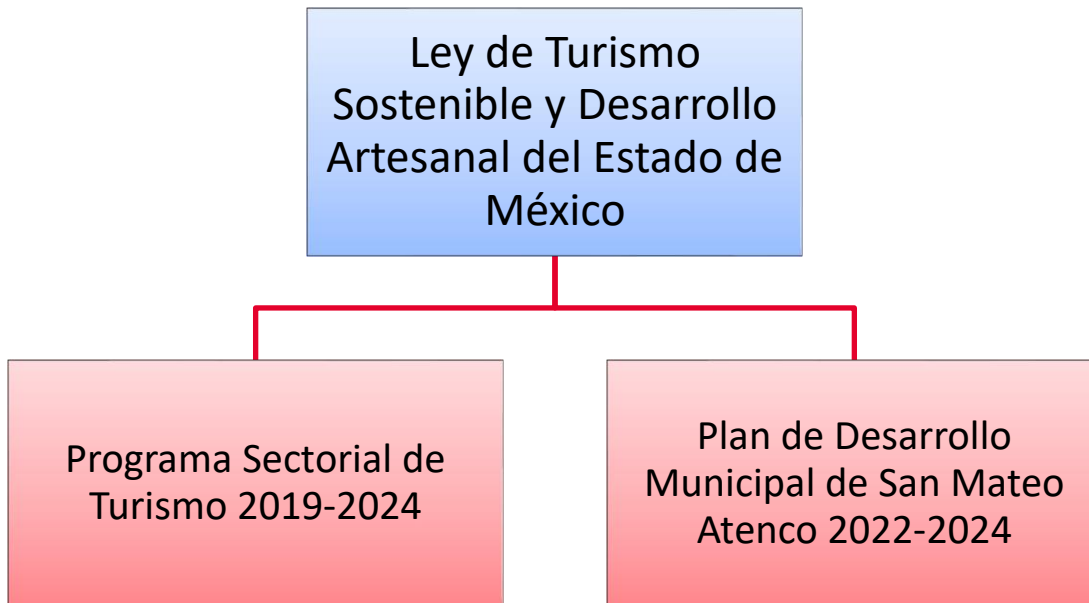 Ley de Turismo
Sostenible y Desarrollo
Artesanal del Estado de
México
Programa Sectorial de
Turismo 2019-2024
Plan de Desarrollo
Municipal de San Mateo
Atenco 2022-2024